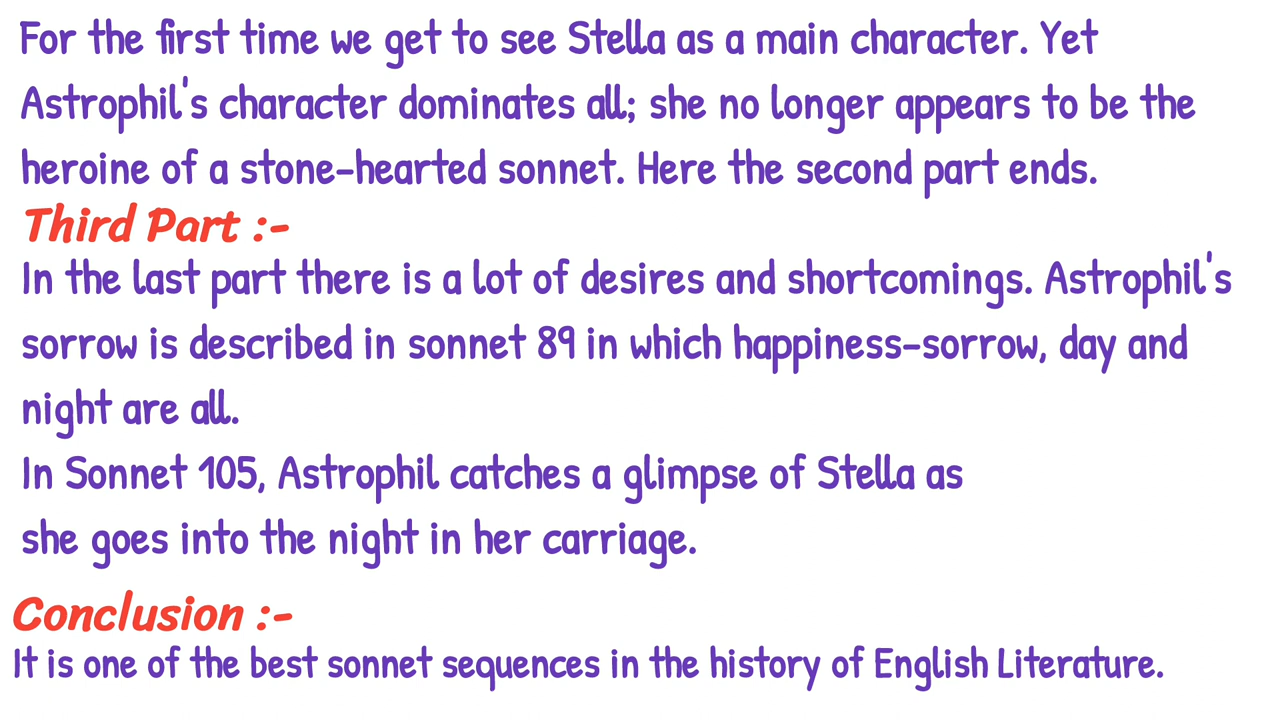 For the first time we get to see Stella as a main character. Yet
Astrophil's character dominates all; she no longer appears to be the
heroine of a stone-hearted sonnet. Here the second part ends.
Third Part :-
In the last part there is a lot of desires and shortcomings. Astrophil's
sorrow is described in sonnet 89 in which happiness-sorrow, day and
night are all.
In Sonnet 105, Astrophil catches a glimpse of Stella as
she goes into the night in her carriage.
Conclusion :-
It is one of the best sonnet sequences in the history of English Literature.